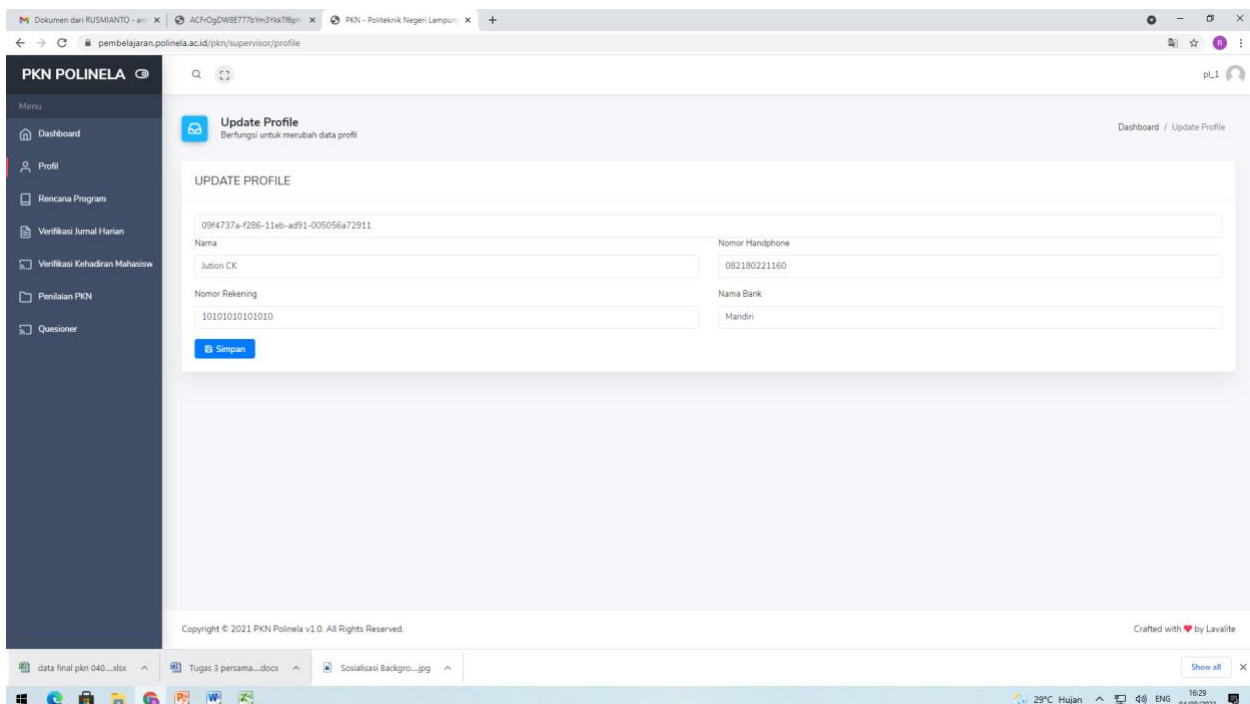 Dokumen dari RUSMIANTO - am
PKN - Politeknik Negeri Lampun
pembelajaran.polinela.ac.id/pkn/supervisor/profile
R
PKN POLINELA
pl_1
Menu
Dashboard
Update Profile
Berfungsi untuk merubah data profil
Dashboard / Update Profile
Profil
UPDATE PROFILE
Rencana Program
09f4737a-f286-11eb-ad91-005056a72911
Verifikasi Jurnal Harian
Nama
Nomor Handphone
Verifikasi Kehadiran Mahasisw
Jution CK
082180221160
Penilaian PKN
Nomor Rekening
Nama Bank
10101010101010
Mandiri
Quesioner
Simpan
Copyright © 2021 PKN Polinela v1.0. All Rights Reserved.
Crafted with ❤ by Lavalite
data final pkn 040....xlsx
Tugas 3 persama....docx
Sosialisasi Backgro....jpg
Show all
29°C Hujan
ENG
16:29